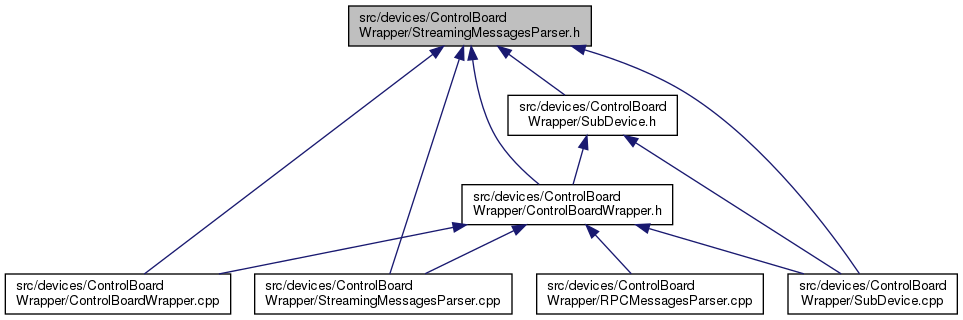 src/devices/ControlBoard
Wrapper/StreamingMessagesParser.h
src/devices/ControlBoard
Wrapper/SubDevice.h
src/devices/ControlBoard
Wrapper/ControlBoardWrapper.h
src/devices/ControlBoard
Wrapper/ControlBoardWrapper.cpp
src/devices/ControlBoard
Wrapper/StreamingMessagesParser.cpp
src/devices/ControlBoard
Wrapper/RPCMessagesParser.cpp
src/devices/ControlBoard
Wrapper/SubDevice.cpp